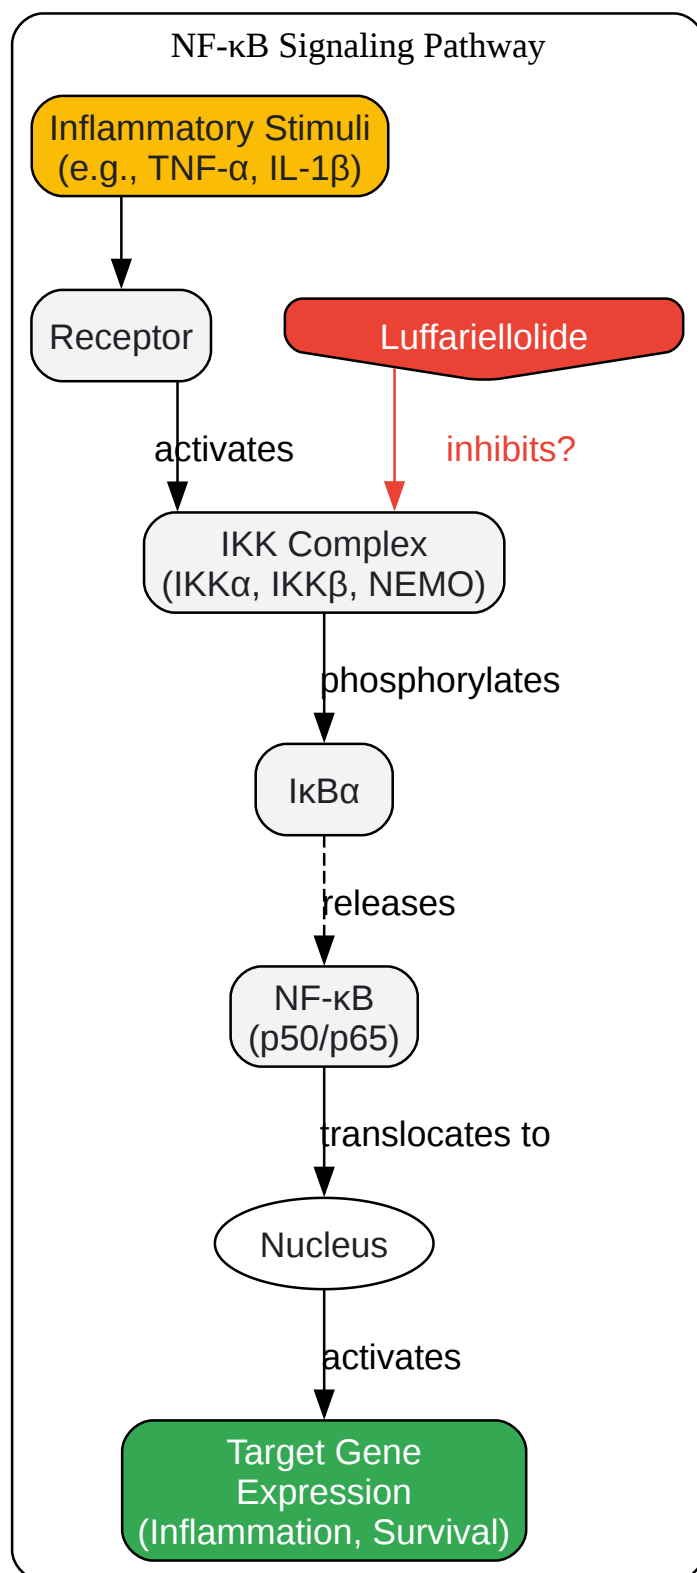 NF-κB Signaling Pathway
Inflammatory Stimuli
(e.g., TNF-α, IL-1β)
Receptor
Luffariellolide
activates
inhibits?
IKK Complex
(IKKα, IKKβ, NEMO)
phosphorylates
IκBα
releases
NF-κB
(p50/p65)
translocates to
Nucleus
activates
Target Gene
Expression
(Inflammation, Survival)